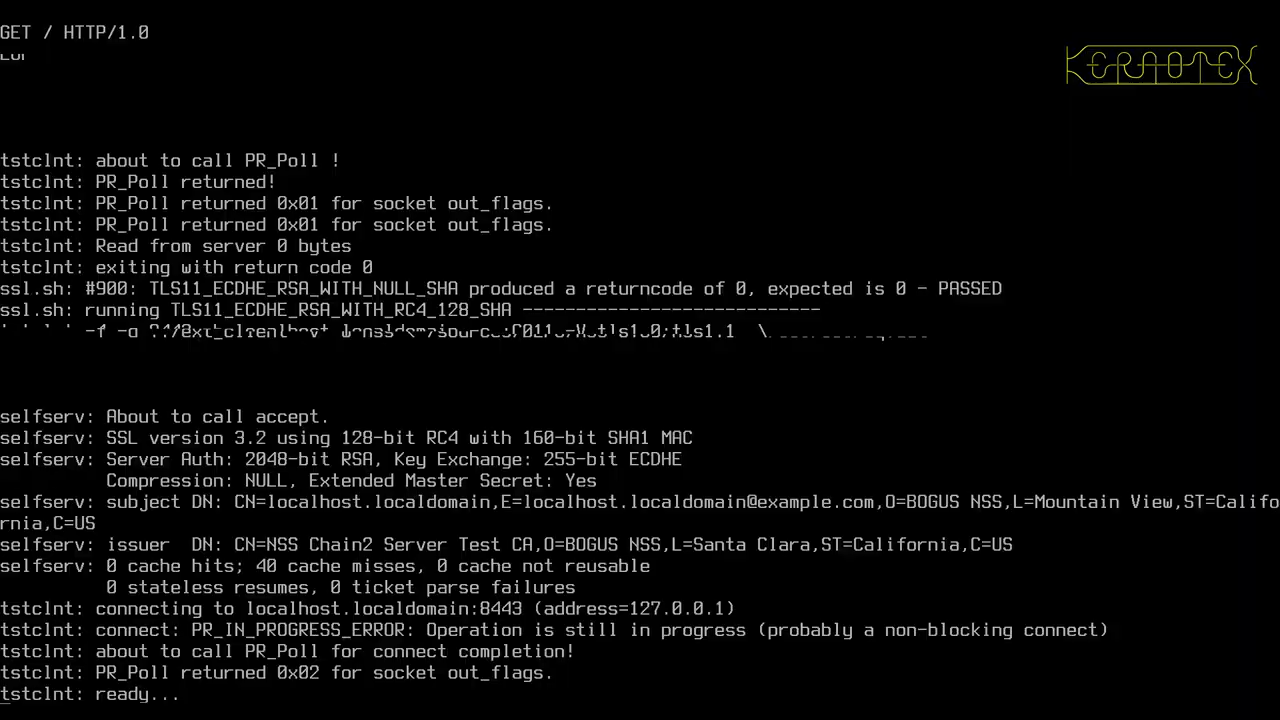 GET / HTTP/1.0
KERNOTEX
tstclnt: about to call PR_Poll !
tstclnt: PR_Poll returned!
tstclnt: PR_Poll returned 0x01 for socket out_flags.
tstclnt: PR_Poll returned 0x01 for socket out_flags.
tstclnt: Read from server 0 bytes
tstclnt: exiting with return code 0
ssl.sh: #900: TLS11_ECDHE_RSA_WITH_NULL_SHA produced a returncode of 0, expected is 0 - PASSED
ssl.sh: running TLS11_ECDHE_RSA_WITH_RC4_128_SHA ----------------------------
selfserv: About to call accept.
selfserv: SSL version 3.2 using 128-bit RC4 with 160-bit SHA1 MAC
selfserv: Server Auth: 2048-bit RSA, Key Exchange: 255-bit ECDHE
Compression: NULL, Extended Master Secret: Yes
selfserv: subject DN: CN=localhost.localdomain,E=localhost.localdomain@example.com,O=BOGUS NSS,L=Mountain View,ST=Califo
rnia,C=US
selfserv: issuer  DN: CN=NSS Chain2 Server Test CA,O=BOGUS NSS,L=Santa Clara,ST=California,C=US
selfserv: 0 cache hits; 40 cache misses, 0 cache not reusable
0 stateless resumes, 0 ticket parse failures
tstclnt: connecting to localhost.localdomain:8443 (address=127.0.0.1)
tstclnt: connect: PR_IN_PROGRESS_ERROR: Operation is still in progress (probably a non-blocking connect)
tstclnt: about to call PR_Poll for connect completion!
tstclnt: PR_Poll returned 0x02 for socket out_flags.
tstclnt: ready...